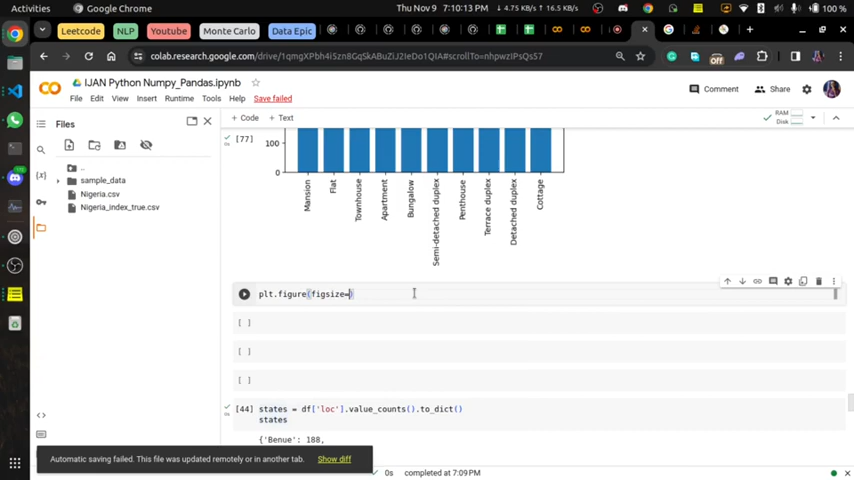 Activities
Thu Nov 9 7:10:13 PM
↓ 4.75 KB/s ↑ 16.5 KB/s
100 %
Leetcode
NLP
Youtube
Monte Carlo
Data Epic
colab.research.google.com/drive/1qmgXPbh4iSzn8GqSkABuZiJ2IeDo1QIA#scrollTo=nhpwzIPsQs57
Off
IJAN Python Numpy_Pandas.ipynb
File Edit View Insert Runtime Tools Help Save failed
Comment
Share
Files
+ Code + Text
RAM
Disk
..
sample_data
Nigeria.csv
Nigeria_index_true.csv
[77]
100
0
Mansion
Flat
Townhouse
Apartment
Bungalow
Semi-detached duplex
Penthouse
Terrace duplex
Detached duplex
Cottage
plt.figure(figsize=)
[ ]
[ ]
[ ]
[44] states = df['loc'].value_counts().to_dict()
states
{'Benue': 188,
Automatic saving failed. This file was updated remotely or in another tab. Show diff
0s completed at 7:09PM